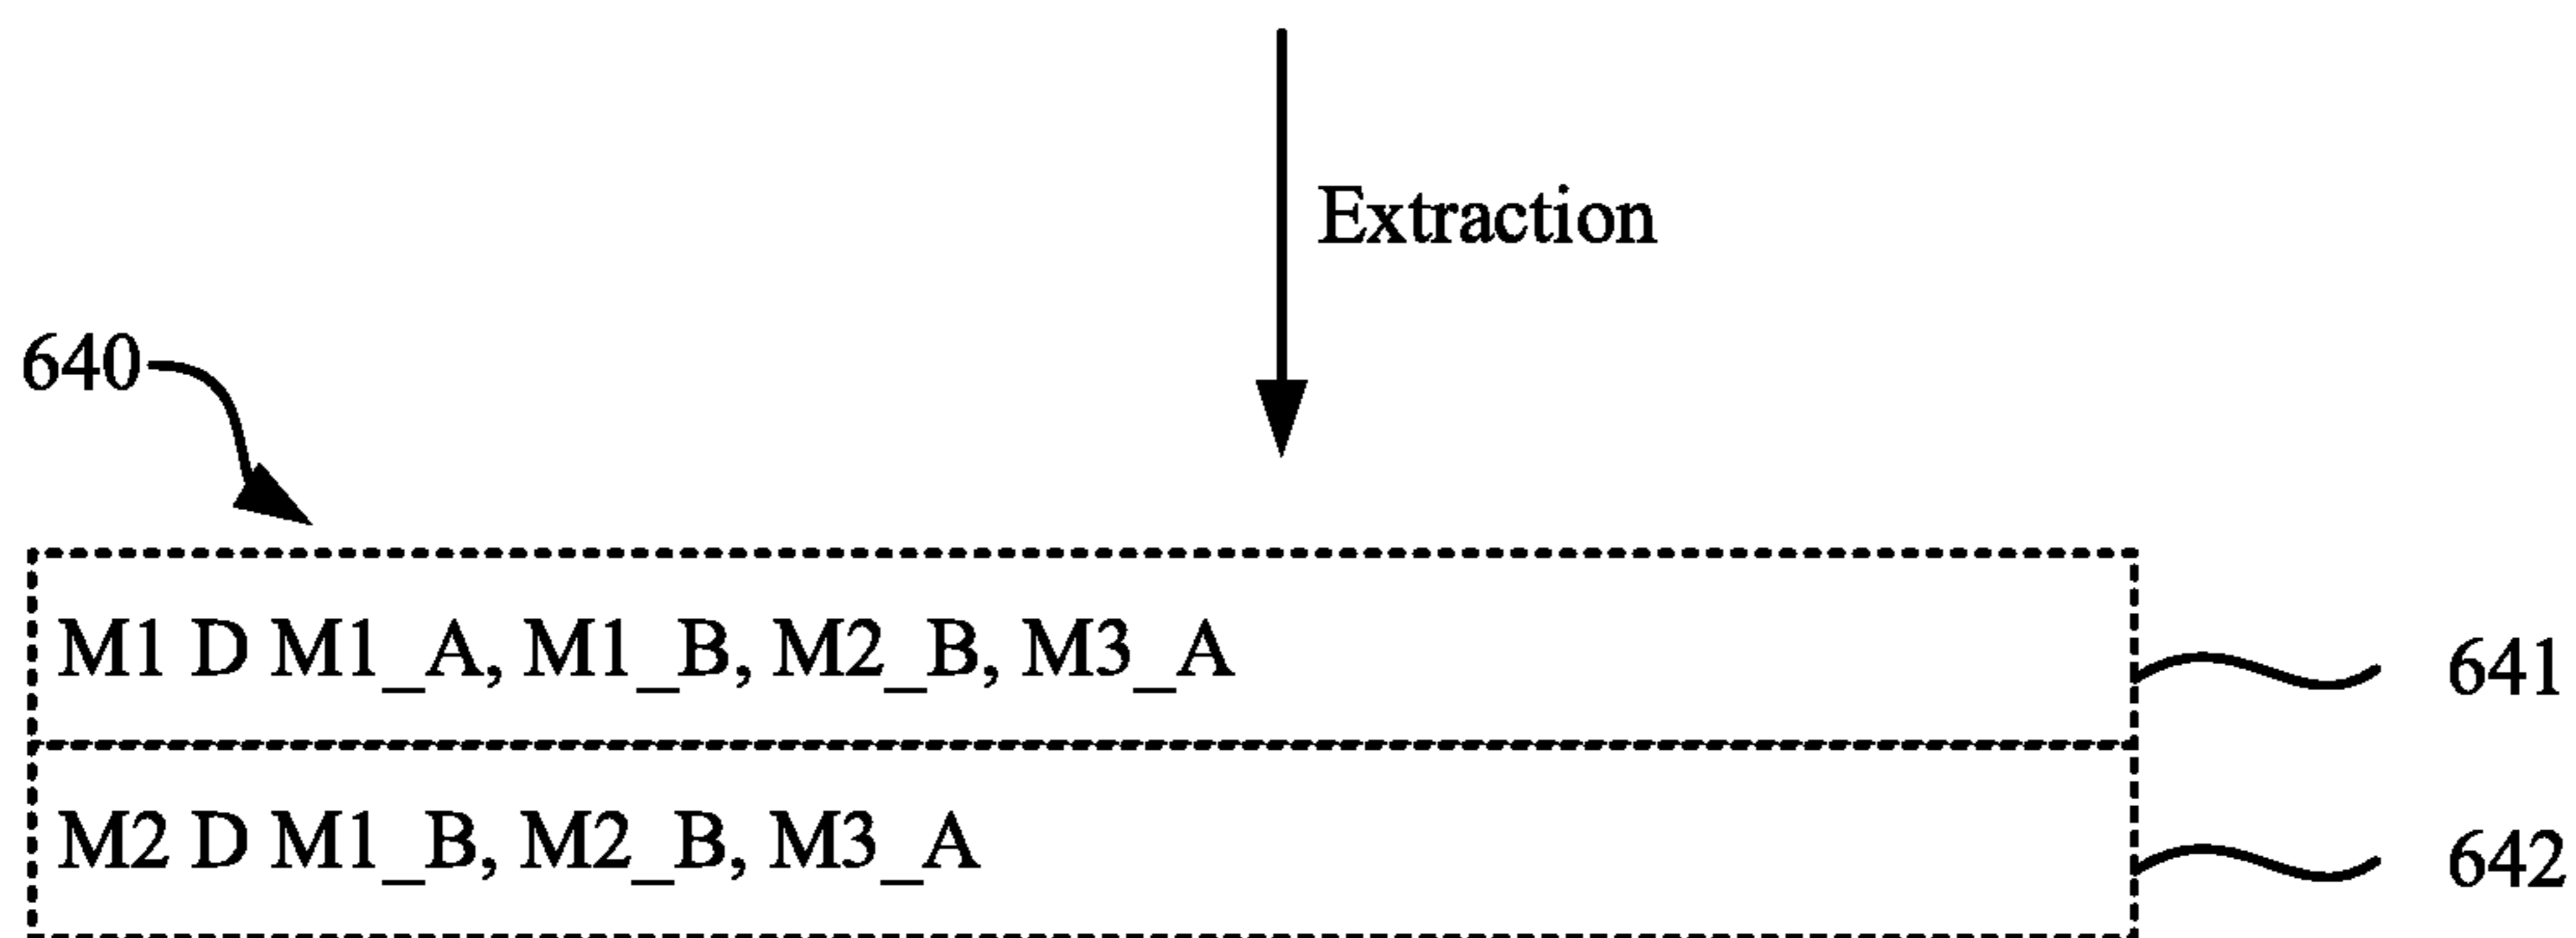 Extraction
640
M1 D M1_A, M1_B, M2_B, M3_A
641
M2 D M1_B, M2_B, M3_A
642